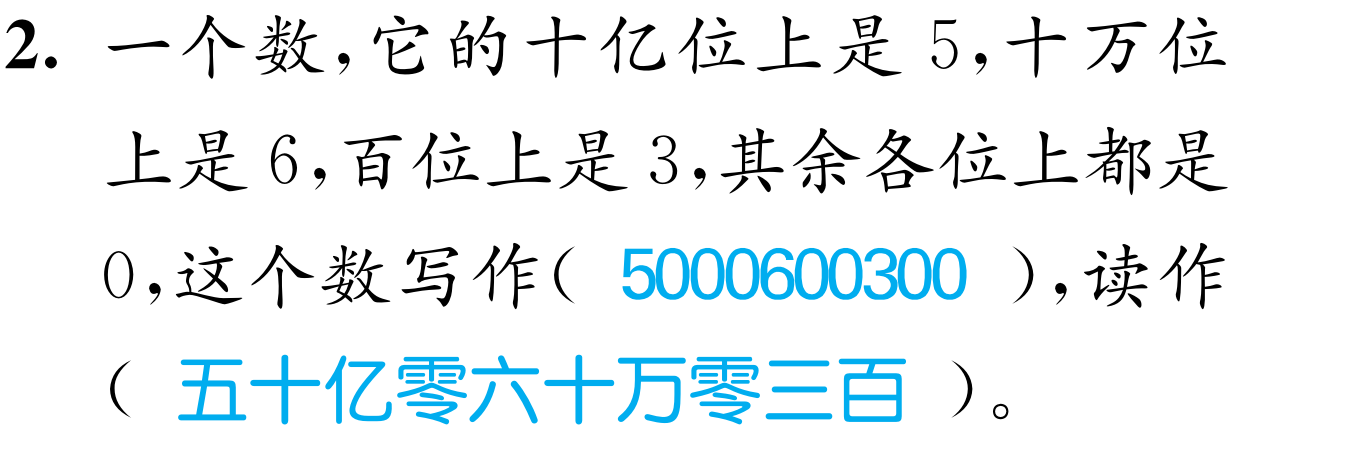 2. 一个数,它的十亿位上是 5,十万位
上是 6,百位上是 3,其余各位上都是
0,这个数写作( 5000600300 ),读作
( 五十亿零六十万零三百 )。